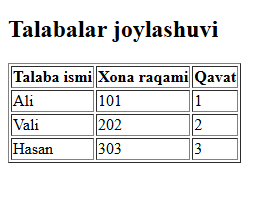 Talabalar joylashuvi
Talaba ismi Xona raqami Qavat
Ali 101 1
Vali 202 2
Hasan 303 3